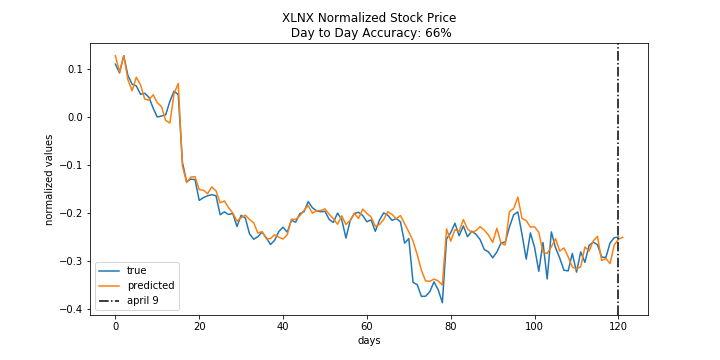 XLNX Normalized Stock Price
Day to Day Accuracy: 66%
normalized values
0.1
0.0
−0.1
−0.2
−0.3
−0.4
true
predicted
april 9
0 20 40 60 80 100 120
days